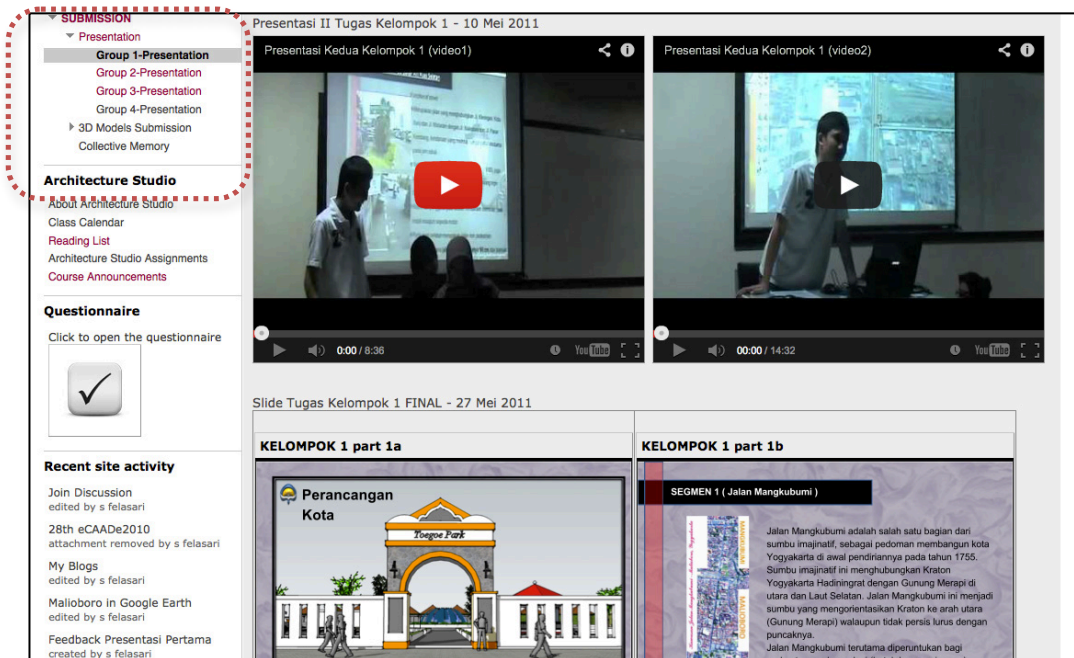 SUBMISSION
Presentation
Group 1-Presentation
Group 2-Presentation
Group 3-Presentation
Group 4-Presentation
3D Models Submission
Collective Memory
Architecture Studio
About Architecture Studio
Class Calendar
Reading List
Architecture Studio Assignments
Course Announcements
Questionnaire
Click to open the questionnaire
Recent site activity
Join Discussion
edited by s felasari
28th eCAADe2010
attachment removed by s felasari
My Blogs
edited by s felasari
Malioboro in Google Earth
edited by s felasari
Feedback Presentasi Pertama
created by s felasari
Presentasi II Tugas Kelompok 1 - 10 Mei 2011
Presentasi Kedua Kelompok 1 (video1)
0:00 / 8:36
YouTube
Presentasi Kedua Kelompok 1 (video2)
00:00 / 14:32
YouTube
Slide Tugas Kelompok 1 FINAL - 27 Mei 2011
KELOMPOK 1 part 1a
Perancangan
Kota
Toegoe Park
KELOMPOK 1 part 1b
SEGMEN 1 ( Jalan Mangkubumi )
MANGKUBUMI
MALIOBORO
Jalan Mangkubumi adalah salah satu bagian dari
sumbu imajinatif, sebagai pedoman membangun kota
Yogyakarta di awal pendiriannya pada tahun 1755.
Sumbu imajinatif ini menghubungkan Kraton
Yogyakarta Hadiningrat dengan Gunung Merapi di
utara dan Laut Selatan. Jalan Mangkubumi ini menjadi
sumbu yang mengorientasikan Kraton ke arah utara
(Gunung Merapi) walaupun tidak persis lurus dengan
puncaknya.
Jalan Mangkubumi terutama diperuntukan bagi